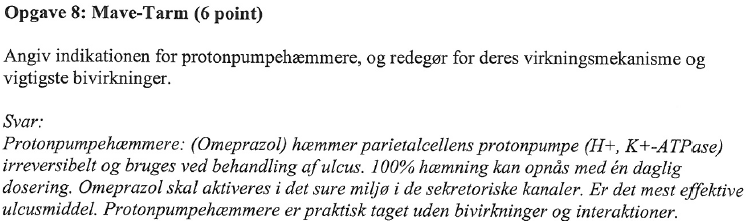 Opgave 8: Mave-Tarm (6 point)
Angiv indikationen for protonpumpehæmmere, og redegør for deres virkningsmekanisme og
vigtigste bivirkninger.
Svar:
Protonpumpehæmmere: (Omeprazol) hæmmer parietalcellens protonpumpe (H+, K+-ATPase)
irreversibelt og bruges ved behandling af ulcus. 100% hæmning kan opnås med én daglig
dosering. Omeprazol skal aktiveres i det sure miljø i de sekretoriske kanaler. Er det mest effektive
ulcusmiddel. Protonpumpehæmmere er praktisk taget uden bivirkninger og interaktioner.